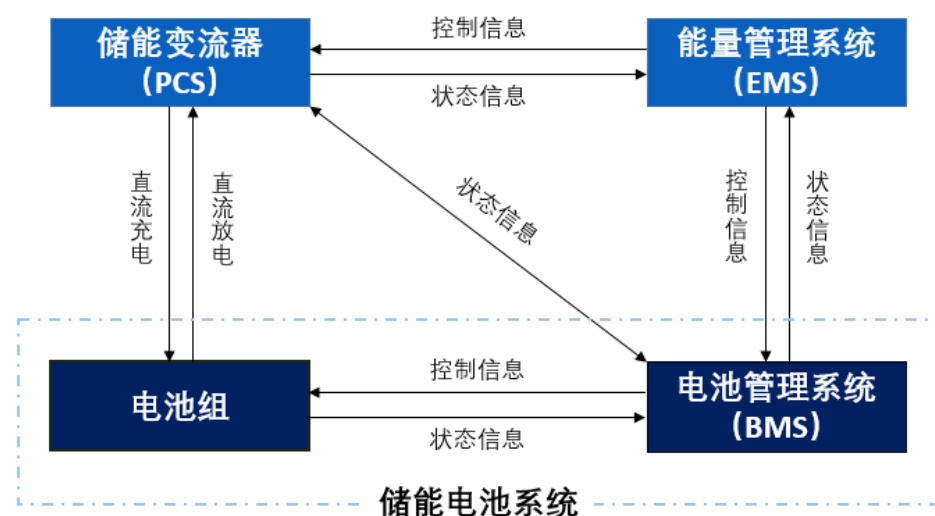 储能变流器
（PCS）
控制信息
状态信息
能量管理系统
（EMS）
直流充电
直流放电
状态信息
控制信息
状态信息
电池组
控制信息
状态信息
电池管理系统
（BMS）
储能电池系统